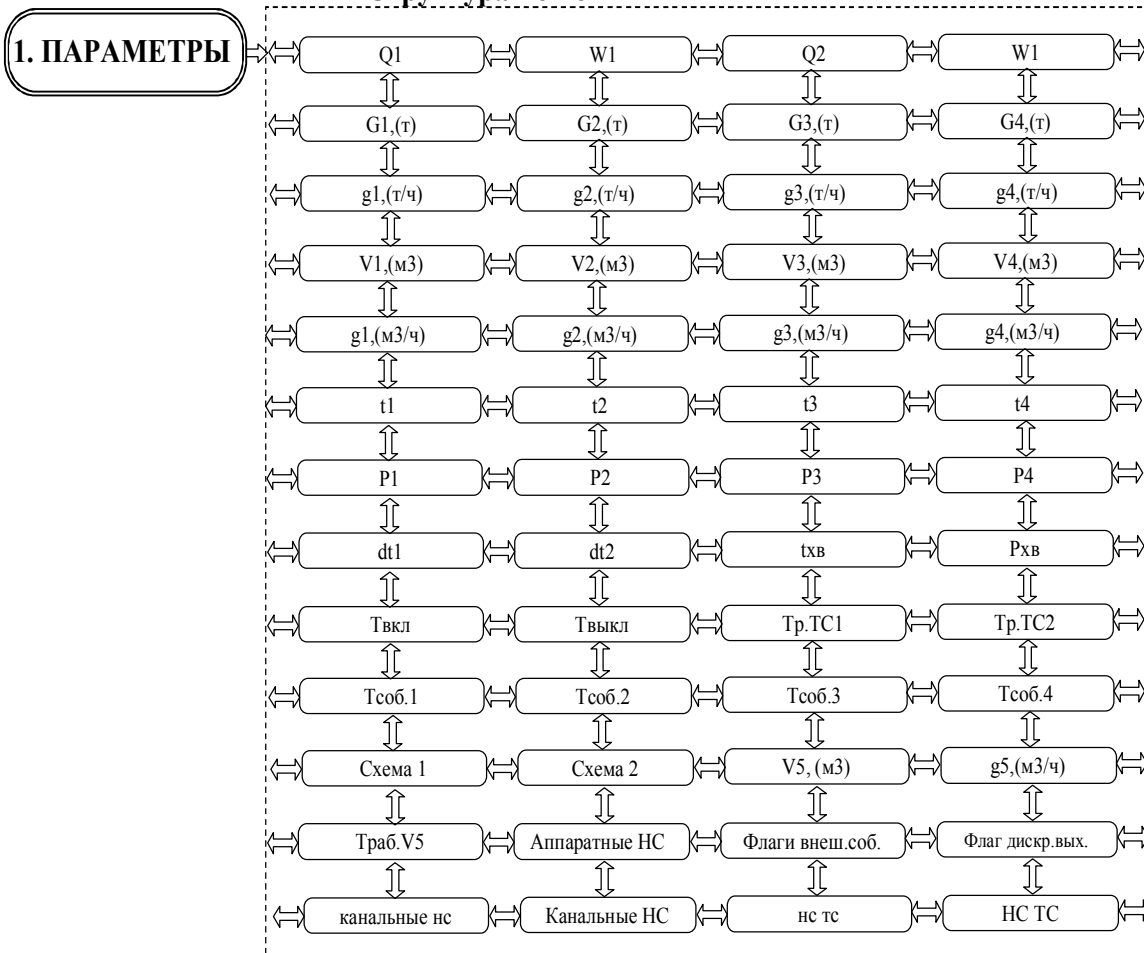 1. ПАРАМЕТРЫ
Q1 W1 Q2 W1
G1,(т) G2,(т) G3,(т) G4,(т)
g1,(т/ч) g2,(т/ч) g3,(т/ч) g4,(т/ч)
V1,(м3) V2,(м3) V3,(м3) V4,(м3)
g1,(м3/ч) g2,(м3/ч) g3,(м3/ч) g4,(м3/ч)
t1 t2 t3 t4
P1 P2 P3 P4
dt1 dt2 tхв Рхв
Твкл Твыкл Тр.ТС1 Тр.ТС2
Тсоб.1 Тсоб.2 Тсоб.3 Тсоб.4
Схема 1 Схема 2 V5, (м3) g5,(м3/ч)
Траб.V5 Аппаратные НС Флаги внеш.соб. Флаг дискр.вых.
канальные нс Канальные НС нс тс НС ТС